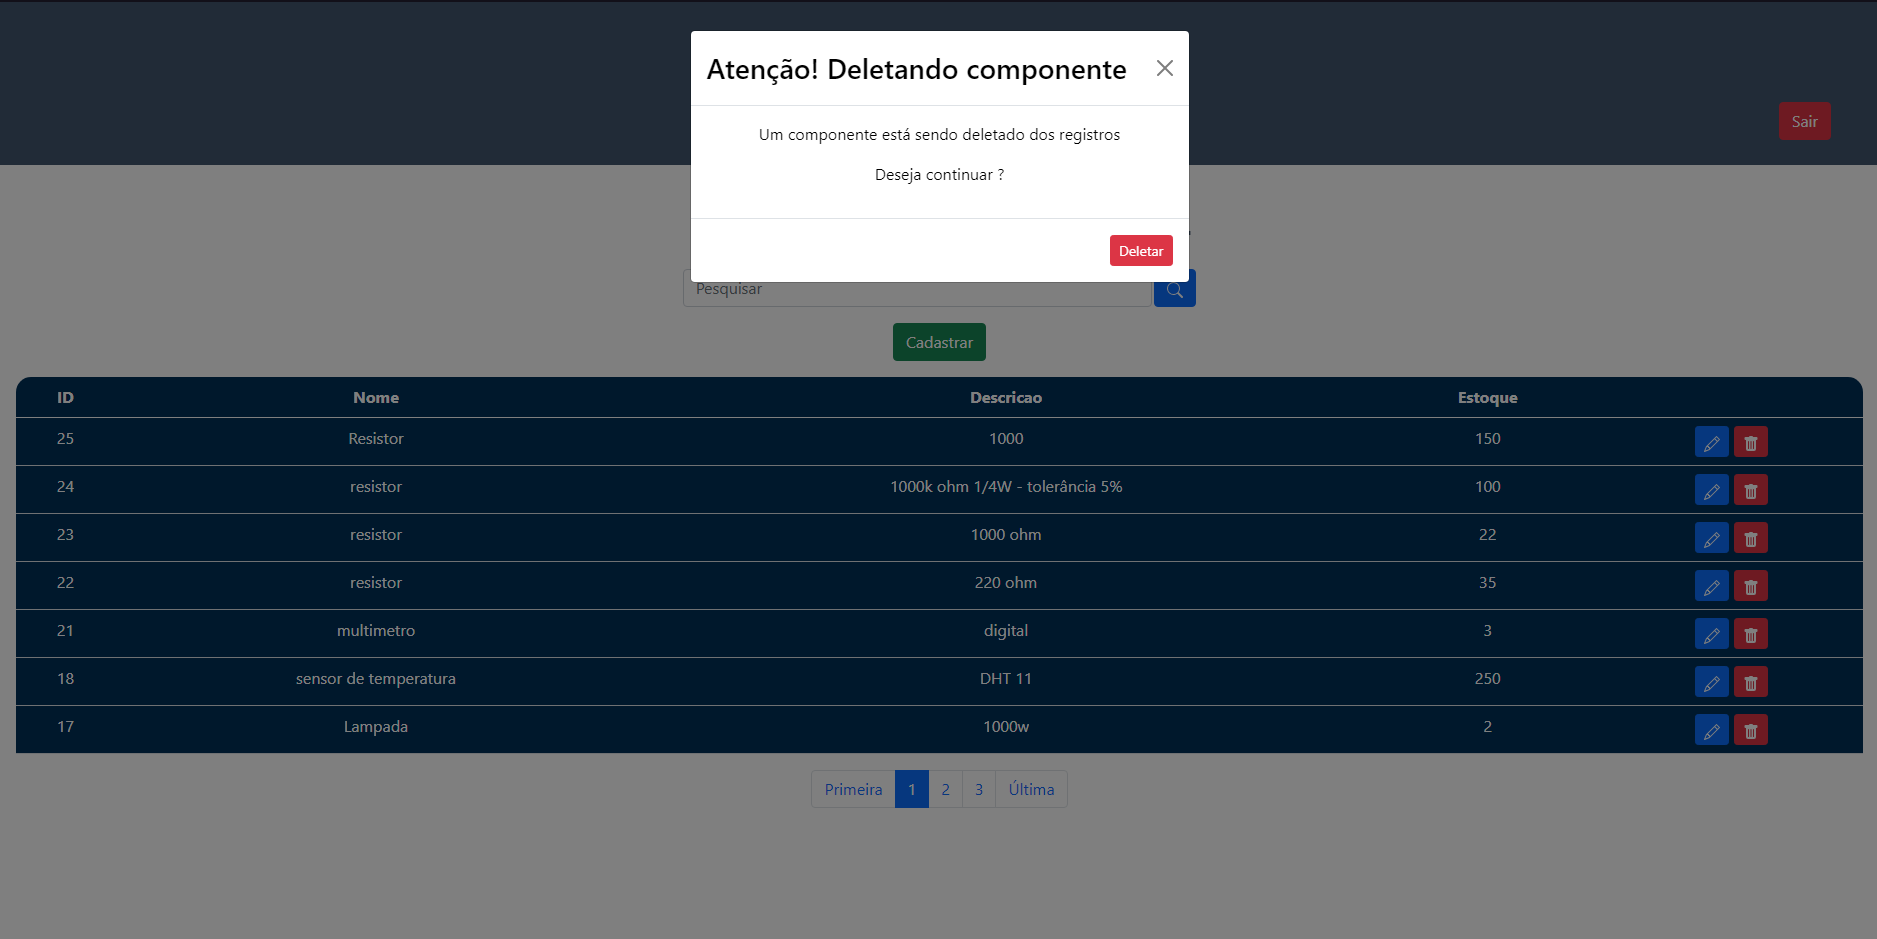 Atenção! Deletando componente
Um componente está sendo deletado dos registros
Deseja continuar ?
Deletar
Sair
Pesquisar
Cadastrar
ID Nome Descricao Estoque
25 Resistor 1000 150
24 resistor 1000k ohm 1/4W - tolerância 5% 100
23 resistor 1000 ohm 22
22 resistor 220 ohm 35
21 multimetro digital 3
18 sensor de temperatura DHT 11 250
17 Lampada 1000w 2
Primeira 1 2 3 Última